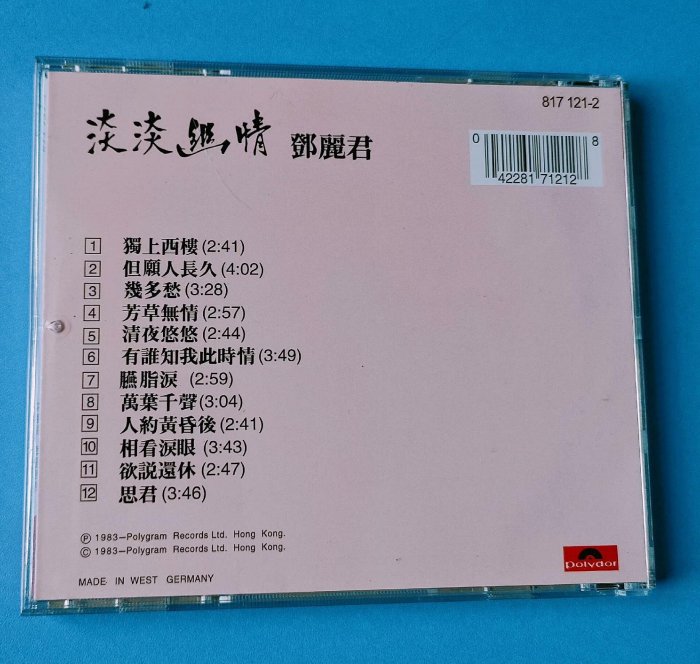 817 121-2
淡淡幽情 鄧麗君
0 42281 71212 8
1 獨上西樓(2:41)
2 但願人長久(4:02)
3 幾多愁(3:28)
4 芳草無情(2:57)
5 清夜悠悠(2:44)
6 有誰知我此時情(3:49)
7 臙脂淚 (2:59)
8 萬葉千聲(3:04)
9 人約黃昏後(2:41)
10 相看淚眼(3:43)
11 欲説還休(2:47)
12 思君(3:46)
Ⓟ 1983—Polygram Records Ltd. Hong Kong.
© 1983—Polygram Records Ltd. Hong Kong.
MADE IN WEST GERMANY
Polydor